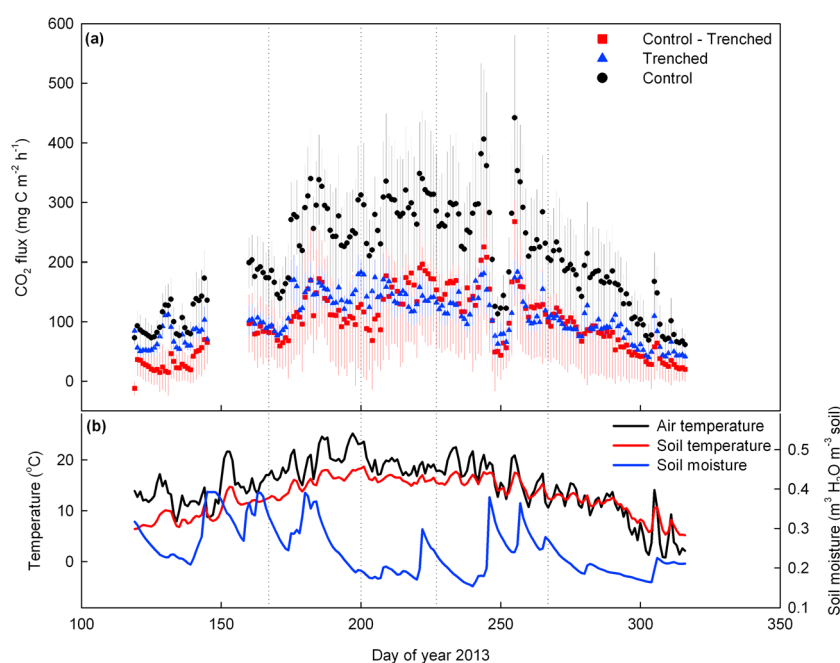 (a)
Control - Trenched
Trenched
Control
CO₂ flux (mg C m⁻² h⁻¹)
600
500
400
300
200
100
0
(b)
Air temperature
Soil temperature
Soil moisture
Temperature (°C)
20
10
0
0.5
0.4
0.3
0.2
0.1
Soil moisture (m³ H₂O m⁻³ soil)
100 150 200 250 300 350
Day of year 2013